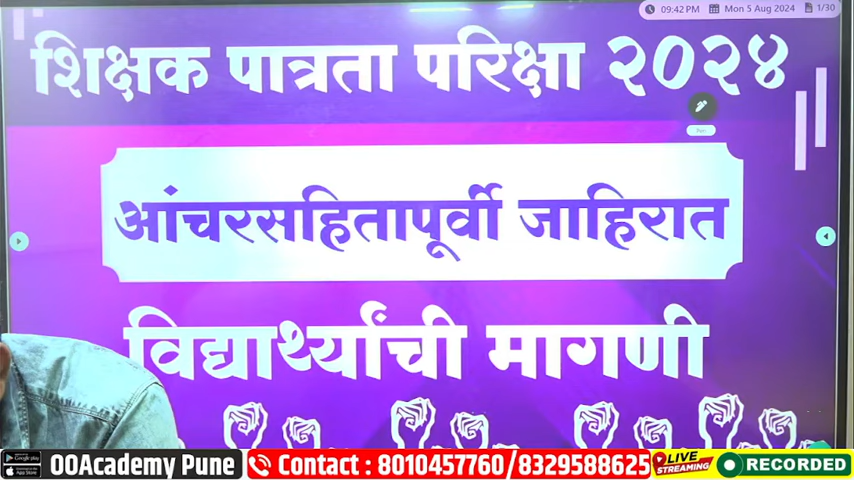 09:42 PM Mon 5 Aug 2024 1/30
शिक्षक पात्रता परिक्षा २०२४
आंचरसहितापूर्वी जाहिरात
विद्यार्थ्यांची मागणी
00Academy Pune Contact : 8010457760/8329588625 LIVE STREAMING RECORDED